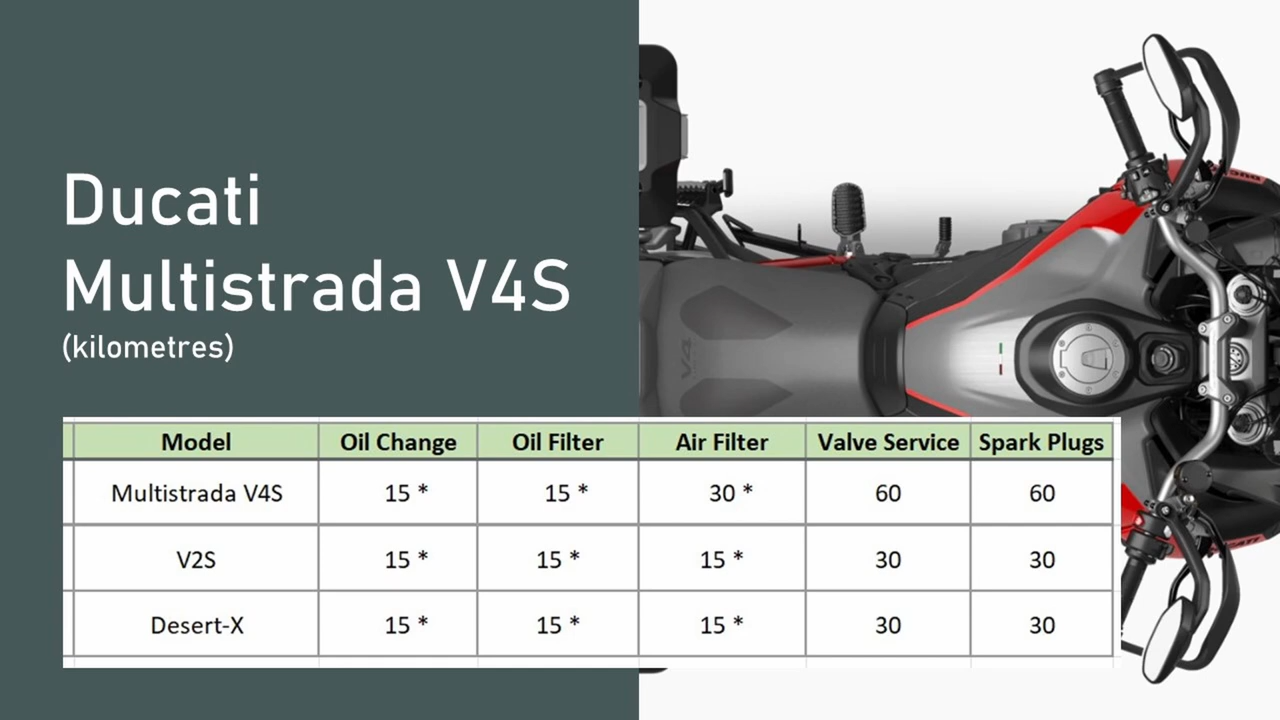 Ducati
Multistrada V4S
(kilometres)
Model Oil Change Oil Filter Air Filter Valve Service Spark Plugs
Multistrada V4S 15 * 15 * 30 * 60 60
V2S 15 * 15 * 15 * 30 30
Desert-X 15 * 15 * 15 * 30 30
V4